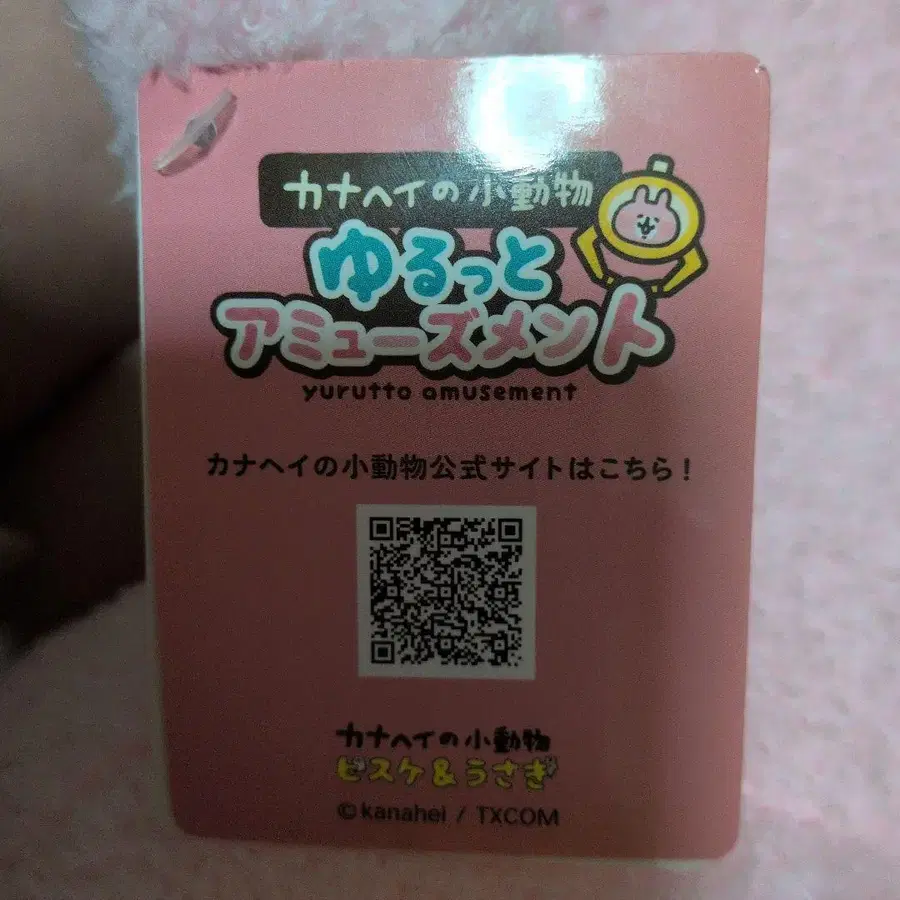 カナヘイの小動物
ゆるっと
アミューズメント
yurutto amusement
カナヘイの小動物公式サイトはこちら！
カナヘイの小動物
ピスケ&うさぎ
©kanahei / TXCOM